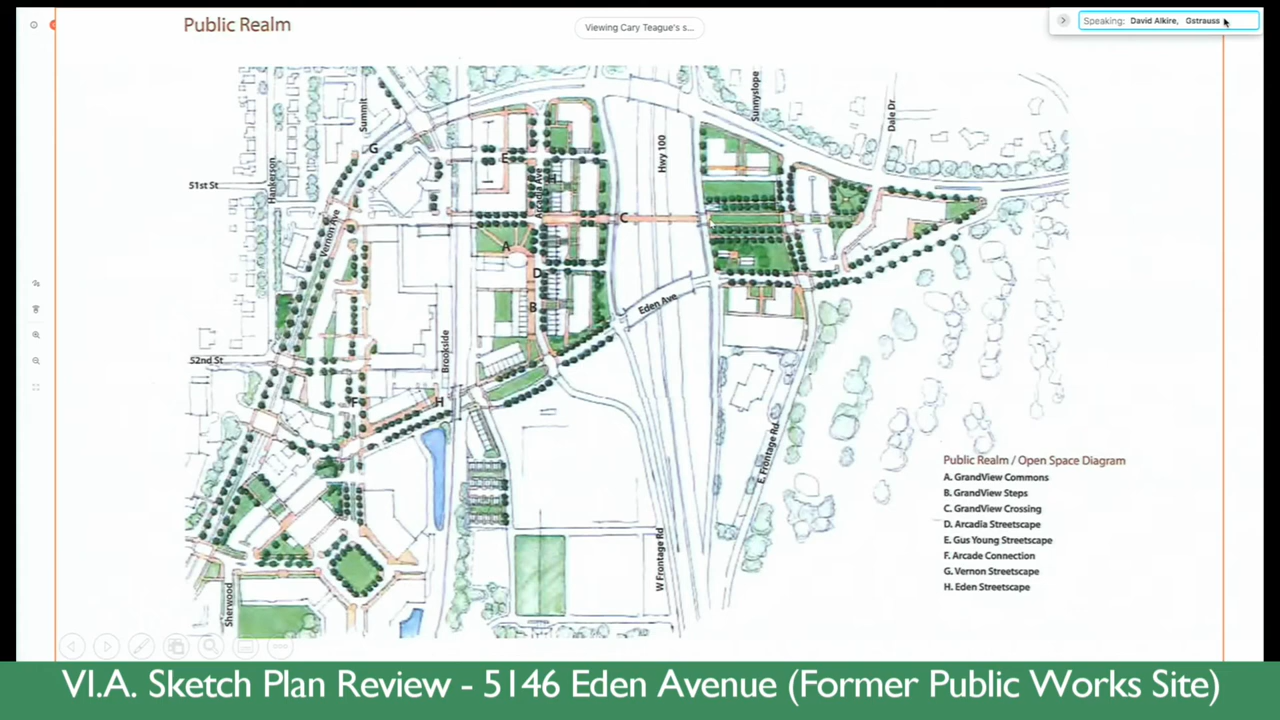 Public Realm
Viewing Cary Teague's s...
Speaking: David Alkire, Gstrauss
Summit
Sunnyslope
Dale Dr
Hankerson
51st St
Vernon Ave
Arcadia Ave
Hwy 100
G
E
H
C
A
D
B
Eden Ave
52nd St
Brookside
F
H
E. Frontage Rd
W Frontage Rd
Sherwood
Public Realm / Open Space Diagram
A. GrandView Commons
B. GrandView Steps
C. GrandView Crossing
D. Arcadia Streetscape
E. Gus Young Streetscape
F. Arcade Connection
G. Vernon Streetscape
H. Eden Streetscape
VI.A. Sketch Plan Review - 5146 Eden Avenue (Former Public Works Site)